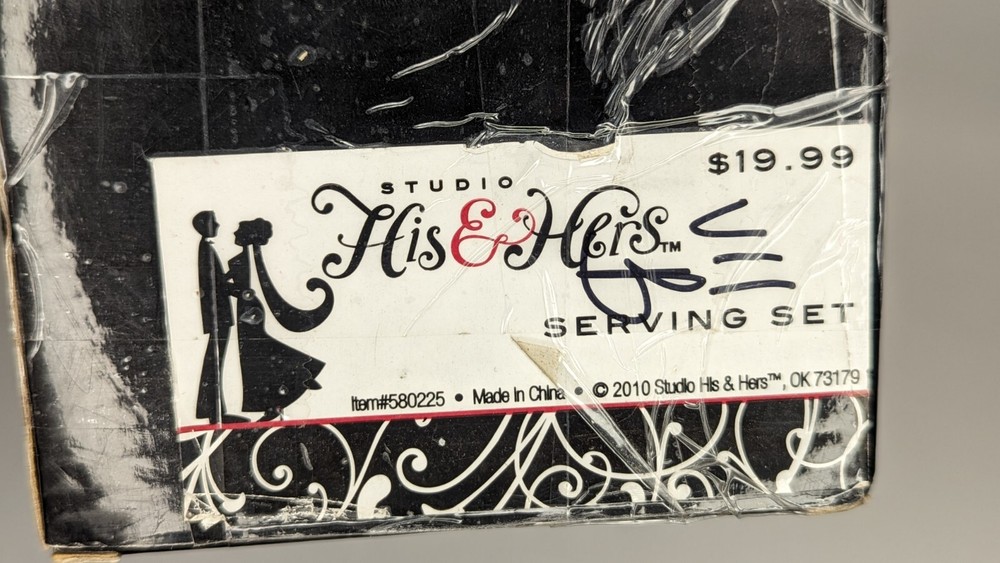 $19.99
STUDIO
His & Hers™
SERVING SET
Item#580225 • Made in China • © 2010 Studio His & Hers™, OK 73179